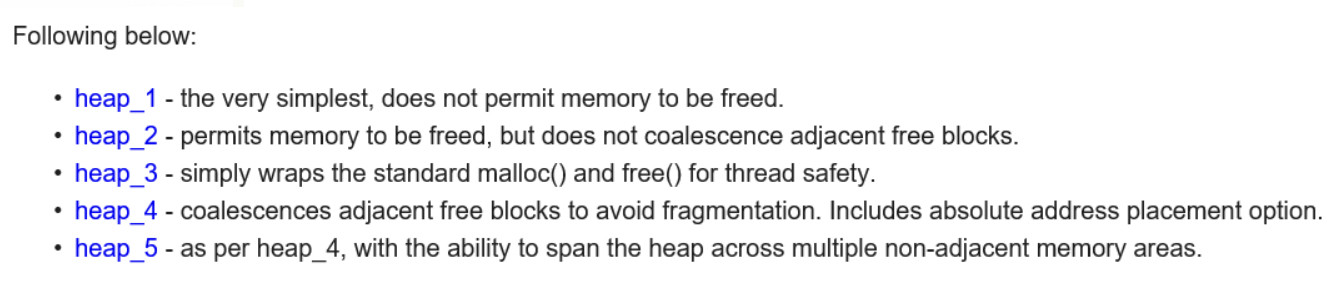 Following below:
• heap_1 - the very simplest, does not permit memory to be freed.
• heap_2 - permits memory to be freed, but does not coalescence adjacent free blocks.
• heap_3 - simply wraps the standard malloc() and free() for thread safety.
• heap_4 - coalescences adjacent free blocks to avoid fragmentation. Includes absolute address placement option.
• heap_5 - as per heap_4, with the ability to span the heap across multiple non-adjacent memory areas.